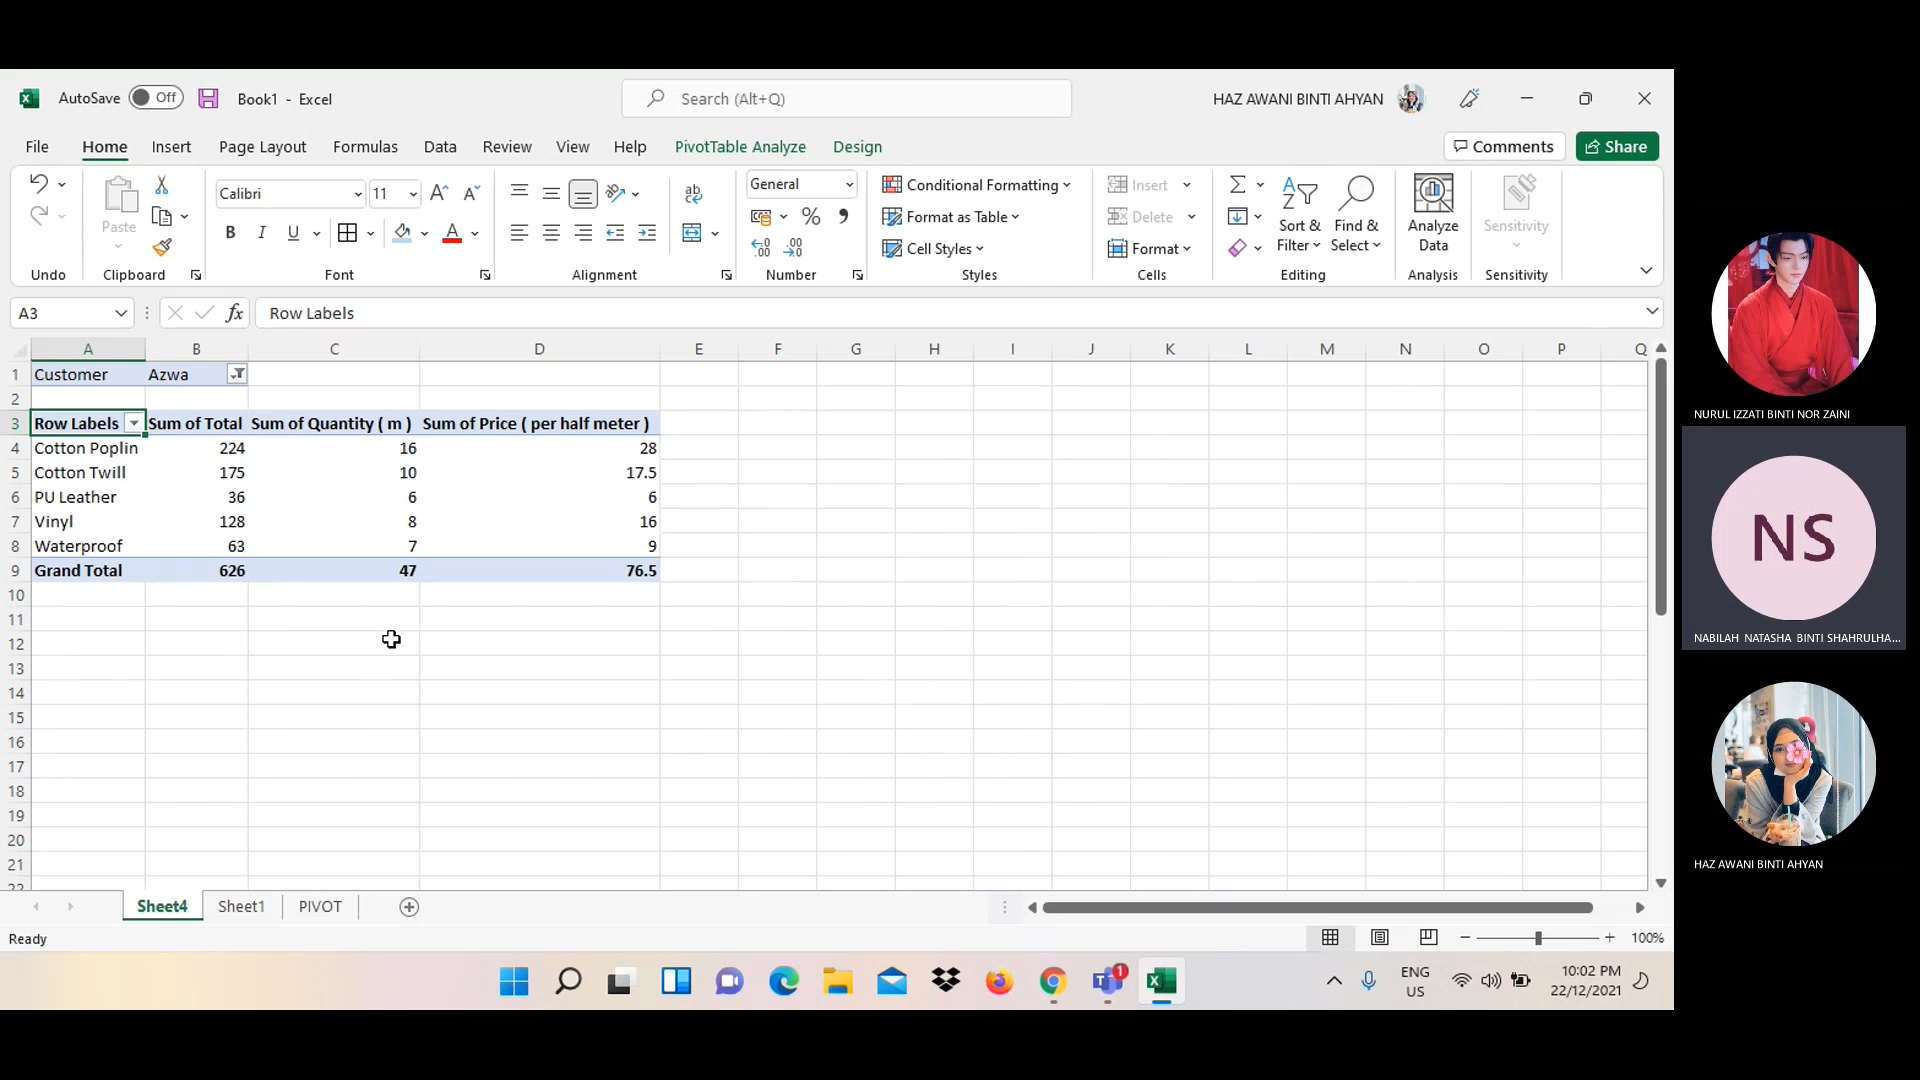 AutoSave Off Book1 - Excel Search (Alt+Q) HAZ AWANI BINTI AHYAN
File Home Insert Page Layout Formulas Data Review View Help PivotTable Analyze Design Comments Share
Calibri 11 General Conditional Formatting Insert
Paste Format as Table Delete Sort & Filter Find & Select Analyze Data Sensitivity
B I U A % Cell Styles Format
Undo Clipboard Font Alignment Number Styles Cells Editing Analysis Sensitivity
A3 fx Row Labels
A B C D E F G H I J K L M N O P Q
1 Customer Azwa
2
3 Row Labels Sum of Total Sum of Quantity ( m ) Sum of Price ( per half meter )
4 Cotton Poplin 224 16 28
5 Cotton Twill 175 10 17.5
6 PU Leather 36 6 6
7 Vinyl 128 8 16
8 Waterproof 63 7 9
9 Grand Total 626 47 76.5
10
11
12
13
14
15
16
17
18
19
20
21
22
Sheet4 Sheet1 PIVOT
Ready 100%
ENG US 10:02 PM 22/12/2021
NURUL IZZATI BINTI NOR ZAINI
NS
NABILAH NATASHA BINTI SHAHRULHA...
HAZ AWANI BINTI AHYAN